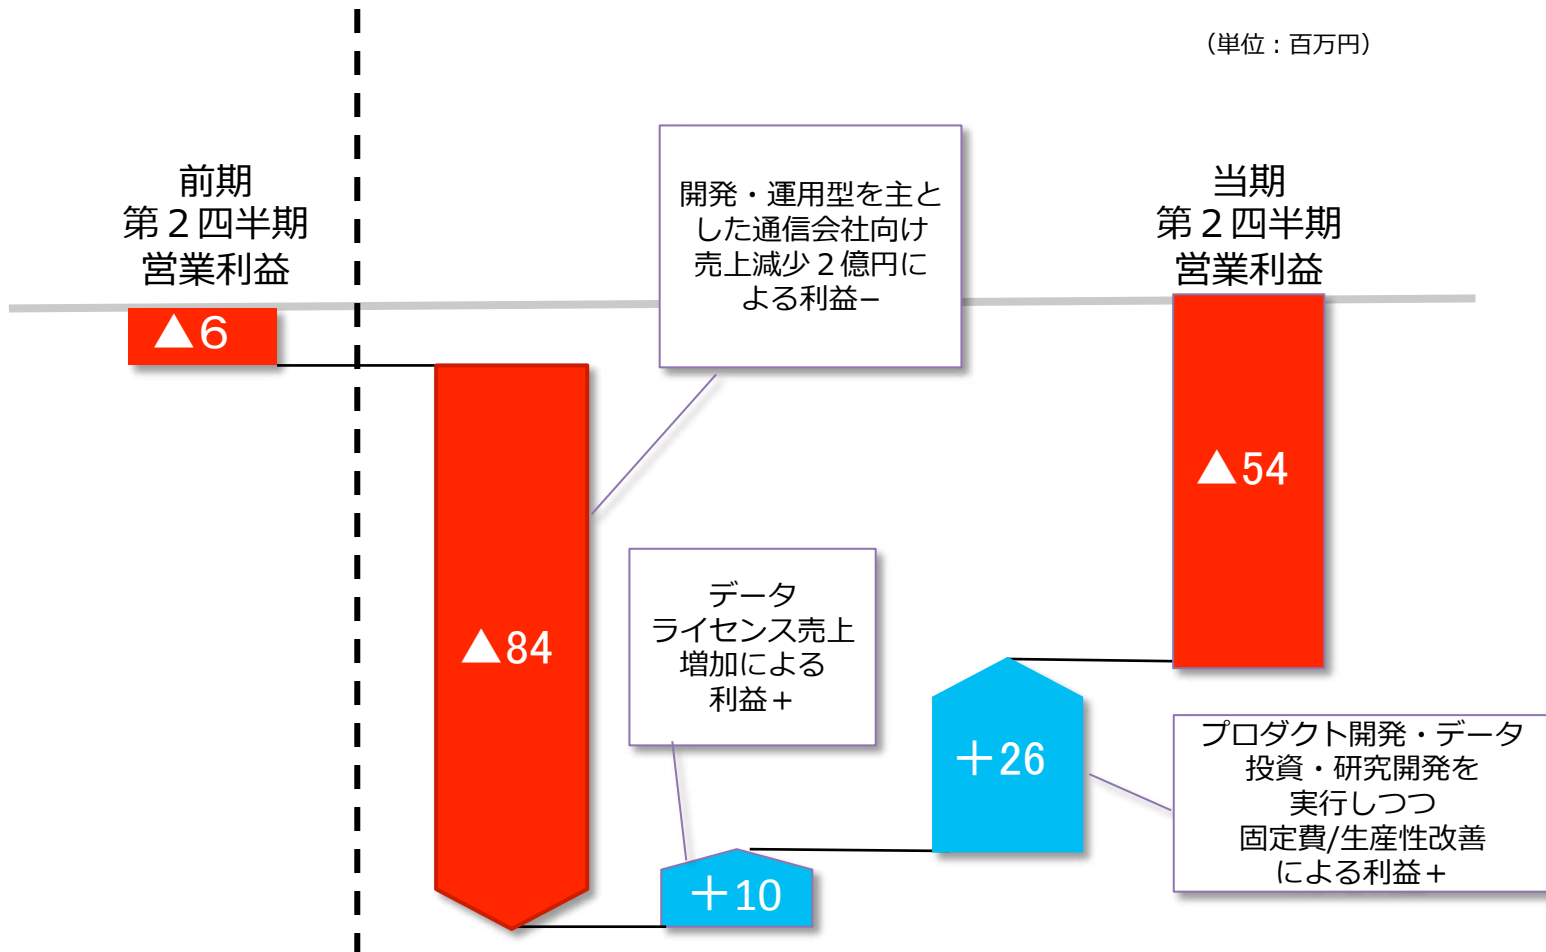 （単位：百万円）
前期
第２四半期
営業利益
▲6
開発・運用型を主と
した通信会社向け
売上減少２億円に
よる利益−
▲84
データ
ライセンス売上
増加による
利益＋
＋10
＋26
プロダクト開発・データ
投資・研究開発を
実行しつつ
固定費/生産性改善
による利益＋
当期
第２四半期
営業利益
▲54